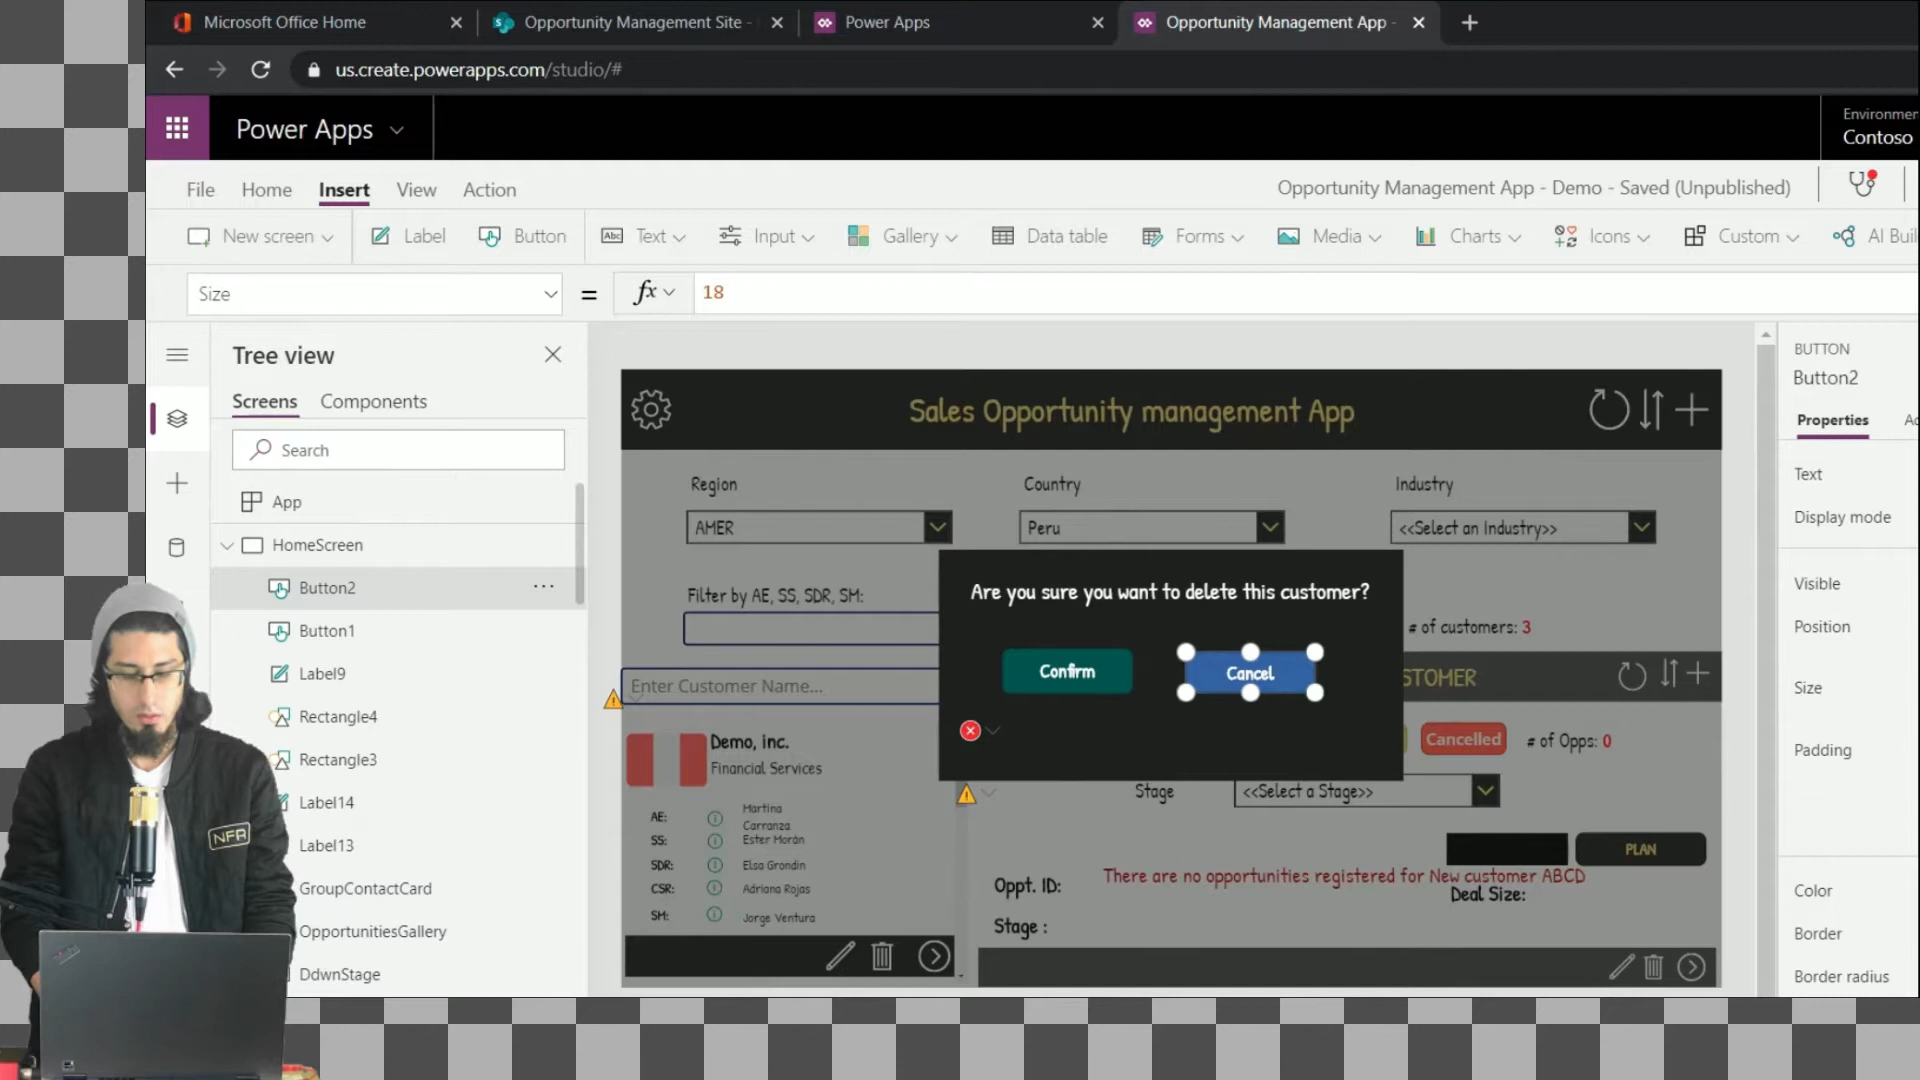 Microsoft Office Home
Opportunity Management Site -
Power Apps
Opportunity Management App -
us.create.powerapps.com/studio/#
Power Apps
Environmen
Contoso
File Home Insert View Action
Opportunity Management App - Demo - Saved (Unpublished)
New screen Label Button Abc Text Input Gallery Data table Forms Media Charts Icons Custom AI Buil
Size = fx 18
Tree view
Screens Components
Search
App
HomeScreen
Button2 ...
Button1
Label9
Rectangle4
Rectangle3
Label14
Label13
GroupContactCard
OpportunitiesGallery
DdwnStage
Sales Opportunity management App
Region Country Industry
AMER Peru <<Select an Industry>>
Filter by AE, SS, SDR, SM:
Are you sure you want to delete this customer?
# of customers: 3
Confirm Cancel
Enter Customer Name...
STOMER
Demo, inc.
Financial Services
Cancelled # of Opps: 0
Stage <<Select a Stage>>
AE: Martina Carranza
SS: Ester Morán
SDR: Elsa Grondin
CSR: Adriana Rojas
SM: Jorge Ventura
PLAN
There are no opportunities registered for New customer ABCD
Oppt. ID:
Deal Size:
Stage :
BUTTON
Button2
Properties Ad
Text
Display mode
Visible
Position
Size
Padding
Color
Border
Border radius
NFR